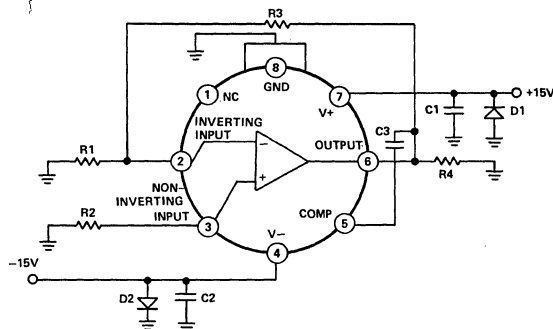 R3
8
GND
1
NC
7
V+
+15V
C1
D1
INVERTING
INPUT
C3
OUTPUT
R1
2
−
6
R4
NON-
INVERTING
INPUT
+
COMP
R2
3
5
V−
4
−15V
D2
C2